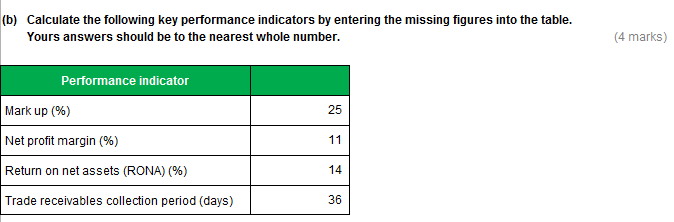 (b) Calculate the following key performance indicators by entering the missing figures into the table.
Yours answers should be to the nearest whole number. (4 marks)
Performance indicator
Mark up (%) 25
Net profit margin (%) 11
Return on net assets (RONA) (%) 14
Trade receivables collection period (days) 36